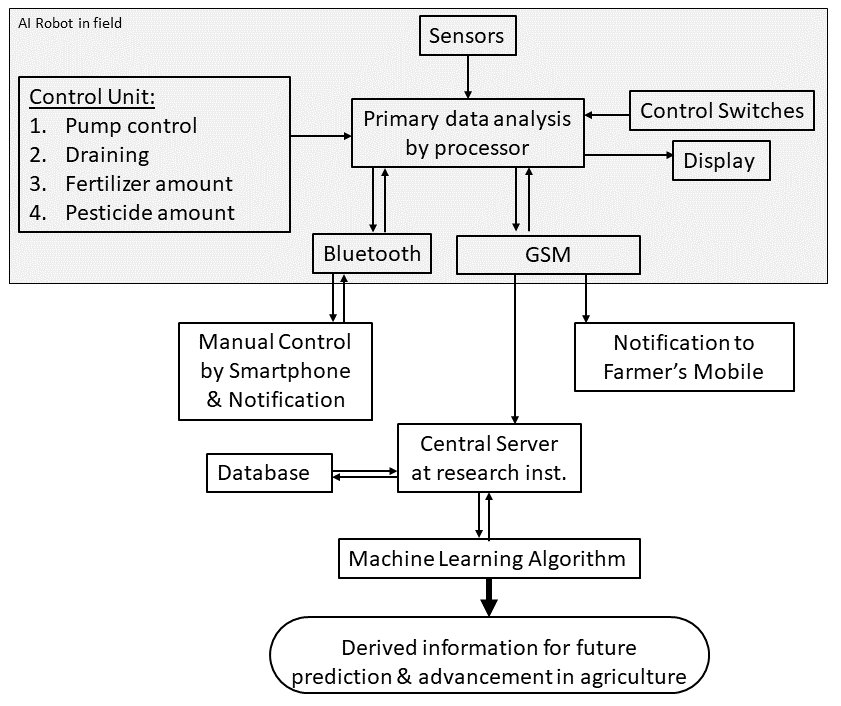 AI Robot in field
Sensors
Control Unit:
1. Pump control
2. Draining
3. Fertilizer amount
4. Pesticide amount
Primary data analysis
by processor
Control Switches
Display
Bluetooth
GSM
Manual Control
by Smartphone
& Notification
Notification to
Farmer’s Mobile
Central Server
at research inst.
Database
Machine Learning Algorithm
Derived information for future
prediction & advancement in agriculture